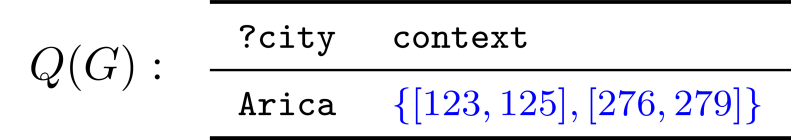 Q(G) :
?city context
Arica {[123, 125], [276, 279]}